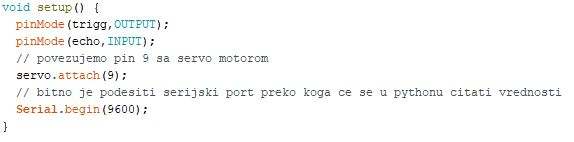 void setup() {
  pinMode(trigg,OUTPUT);
  pinMode(echo,INPUT);
  // povezujemo pin 9 sa servo motorom
  servo.attach(9);
  // bitno je podesiti serijski port preko koga ce se u pythonu citati vrednosti
  Serial.begin(9600);
}